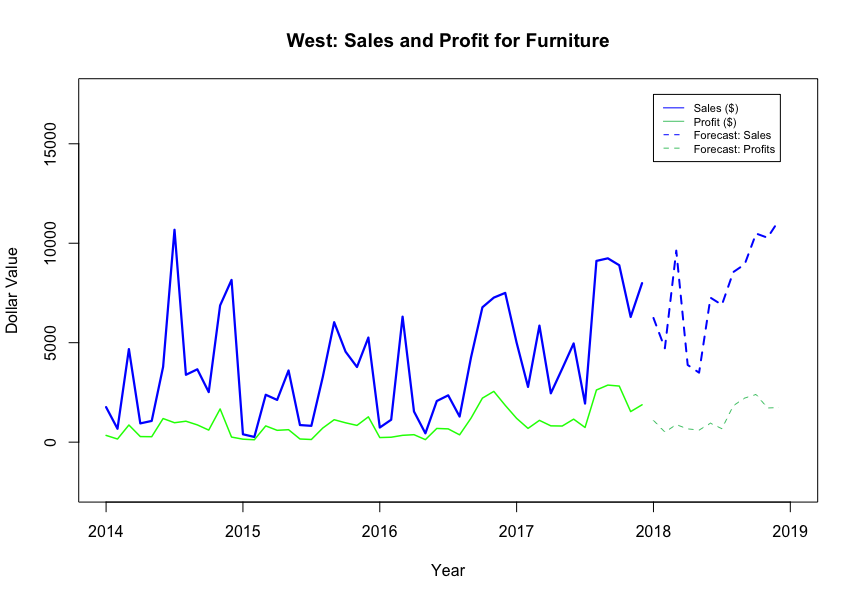 West: Sales and Profit for Furniture
Sales ($)
Profit ($)
Forecast: Sales
Forecast: Profits
15000
10000
5000
0
Dollar Value
2014 2015 2016 2017 2018 2019
Year